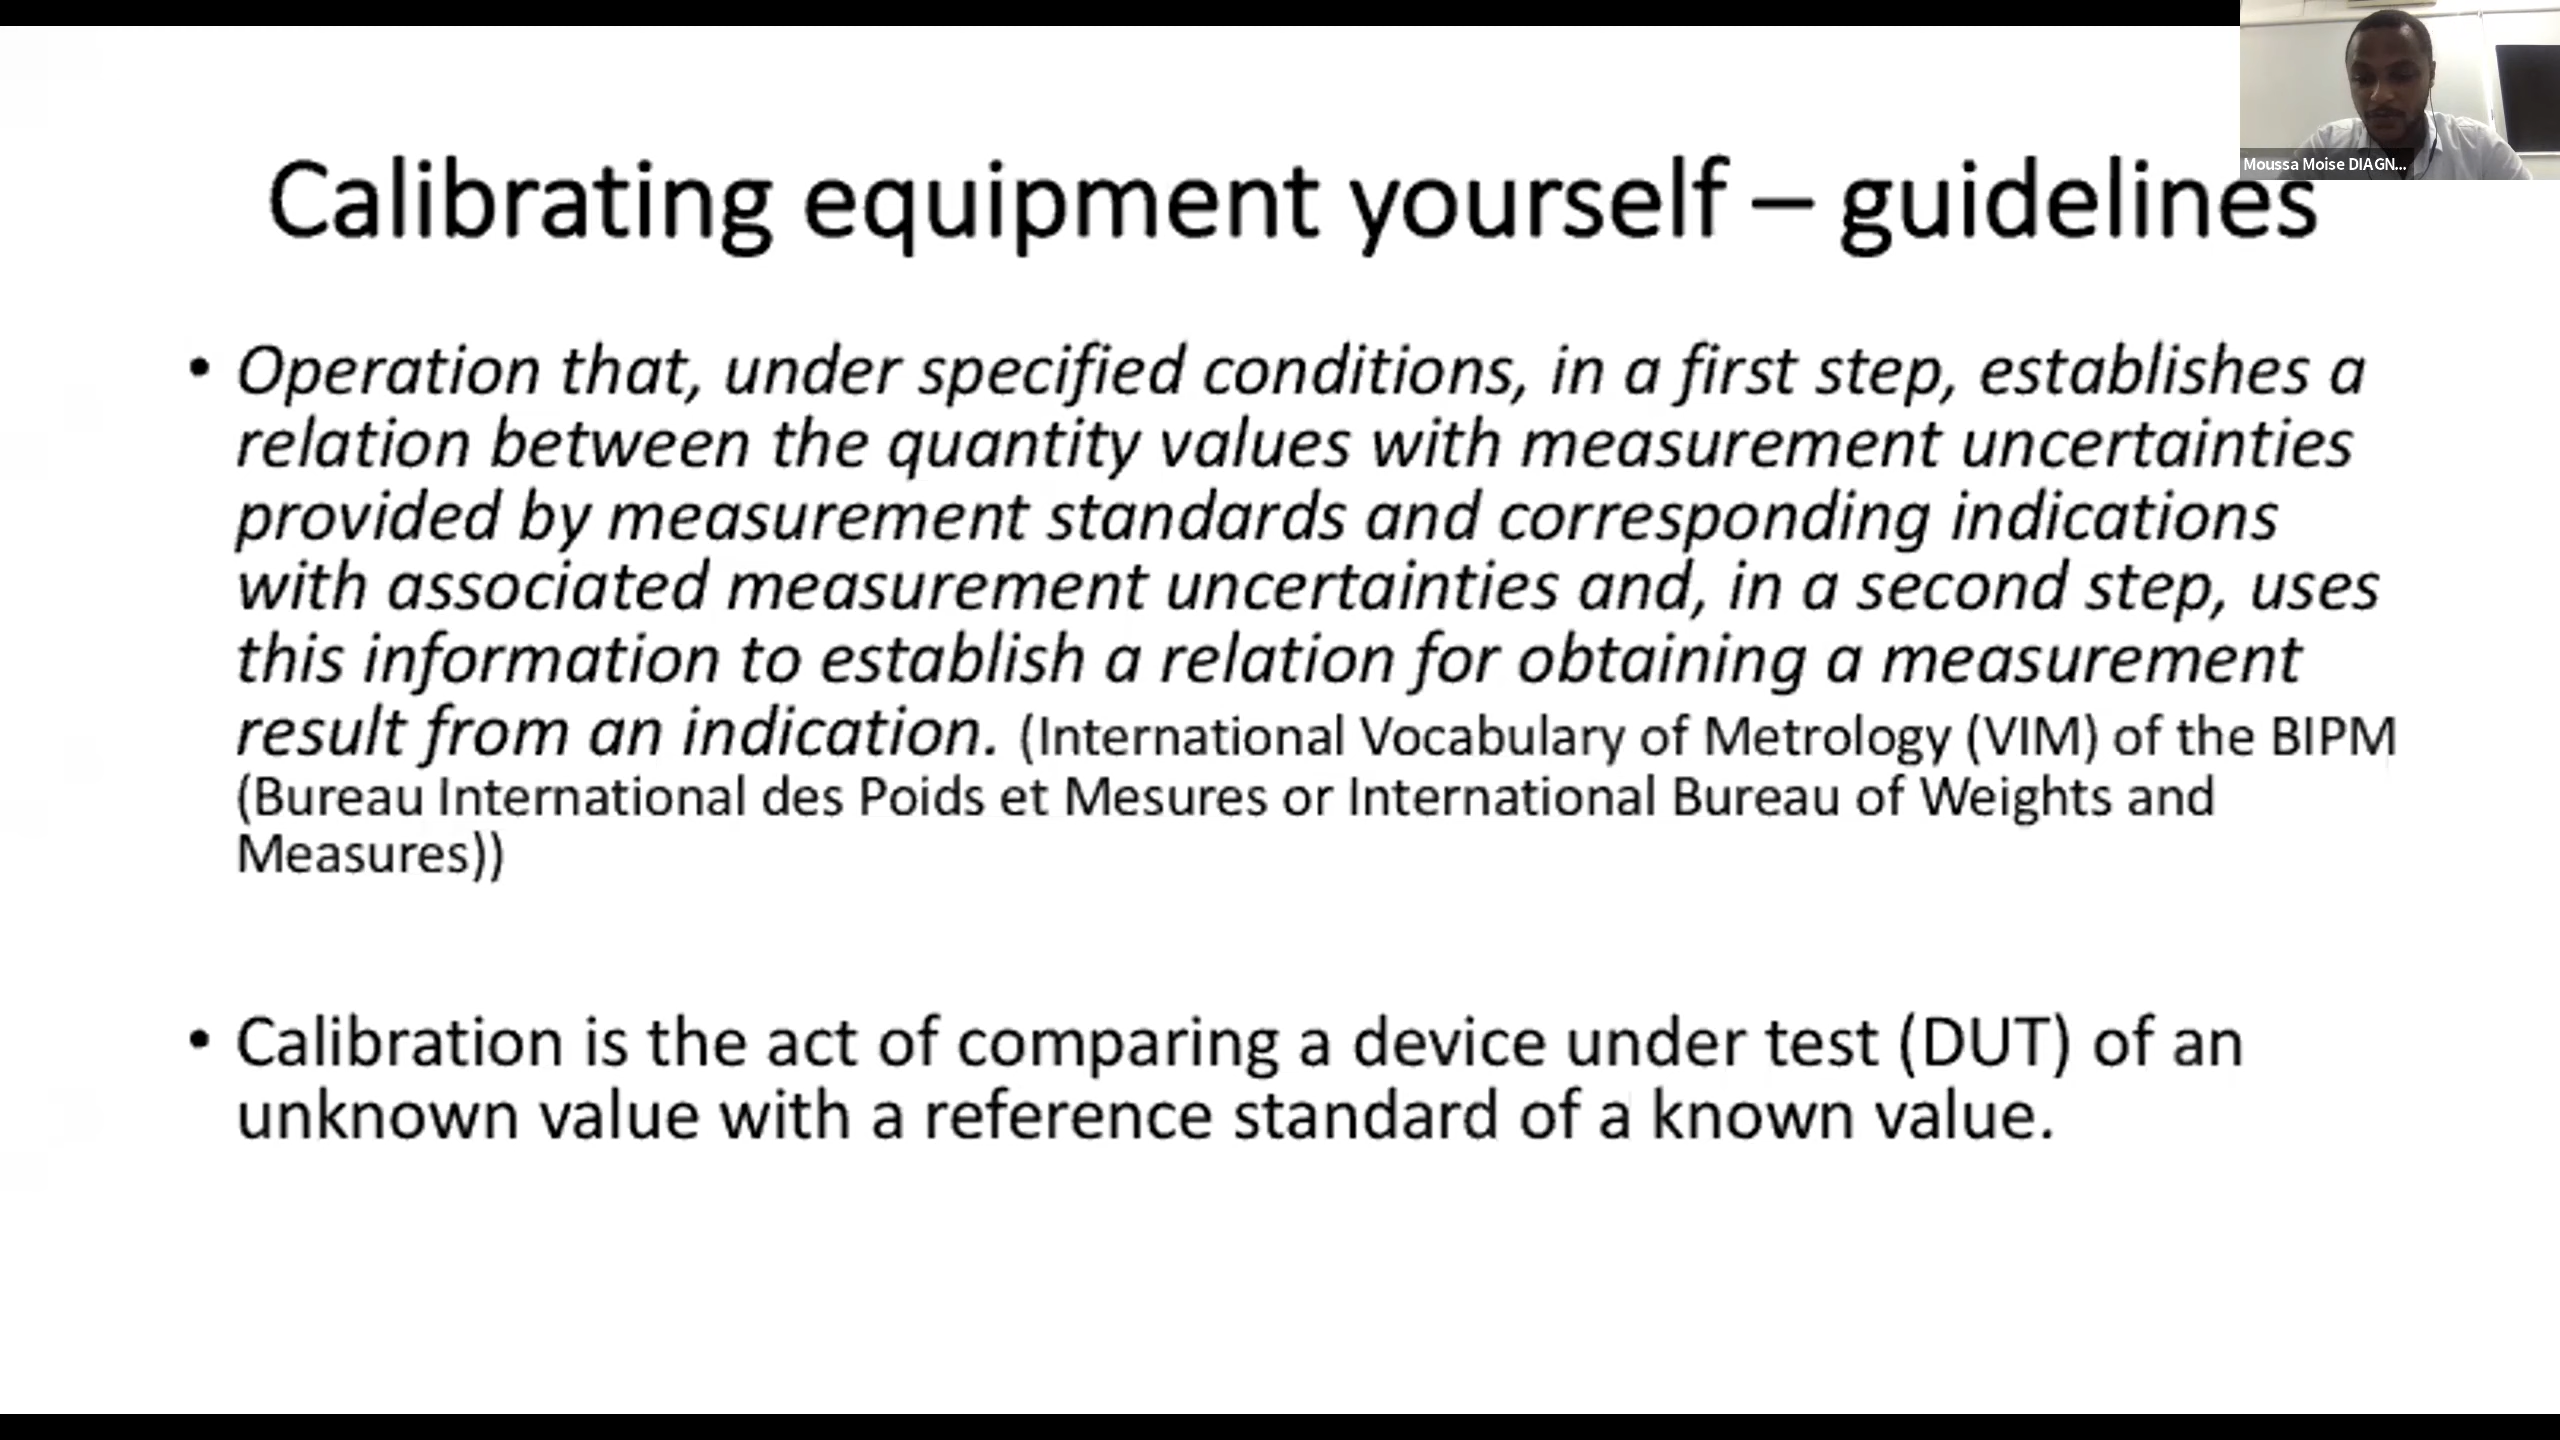 Moussa Moise DIAGN...
Calibrating equipment yourself – guidelines
• Operation that, under specified conditions, in a first step, establishes a
relation between the quantity values with measurement uncertainties
provided by measurement standards and corresponding indications
with associated measurement uncertainties and, in a second step, uses
this information to establish a relation for obtaining a measurement
result from an indication. (International Vocabulary of Metrology (VIM) of the BIPM
(Bureau International des Poids et Mesures or International Bureau of Weights and
Measures))
• Calibration is the act of comparing a device under test (DUT) of an
unknown value with a reference standard of a known value.